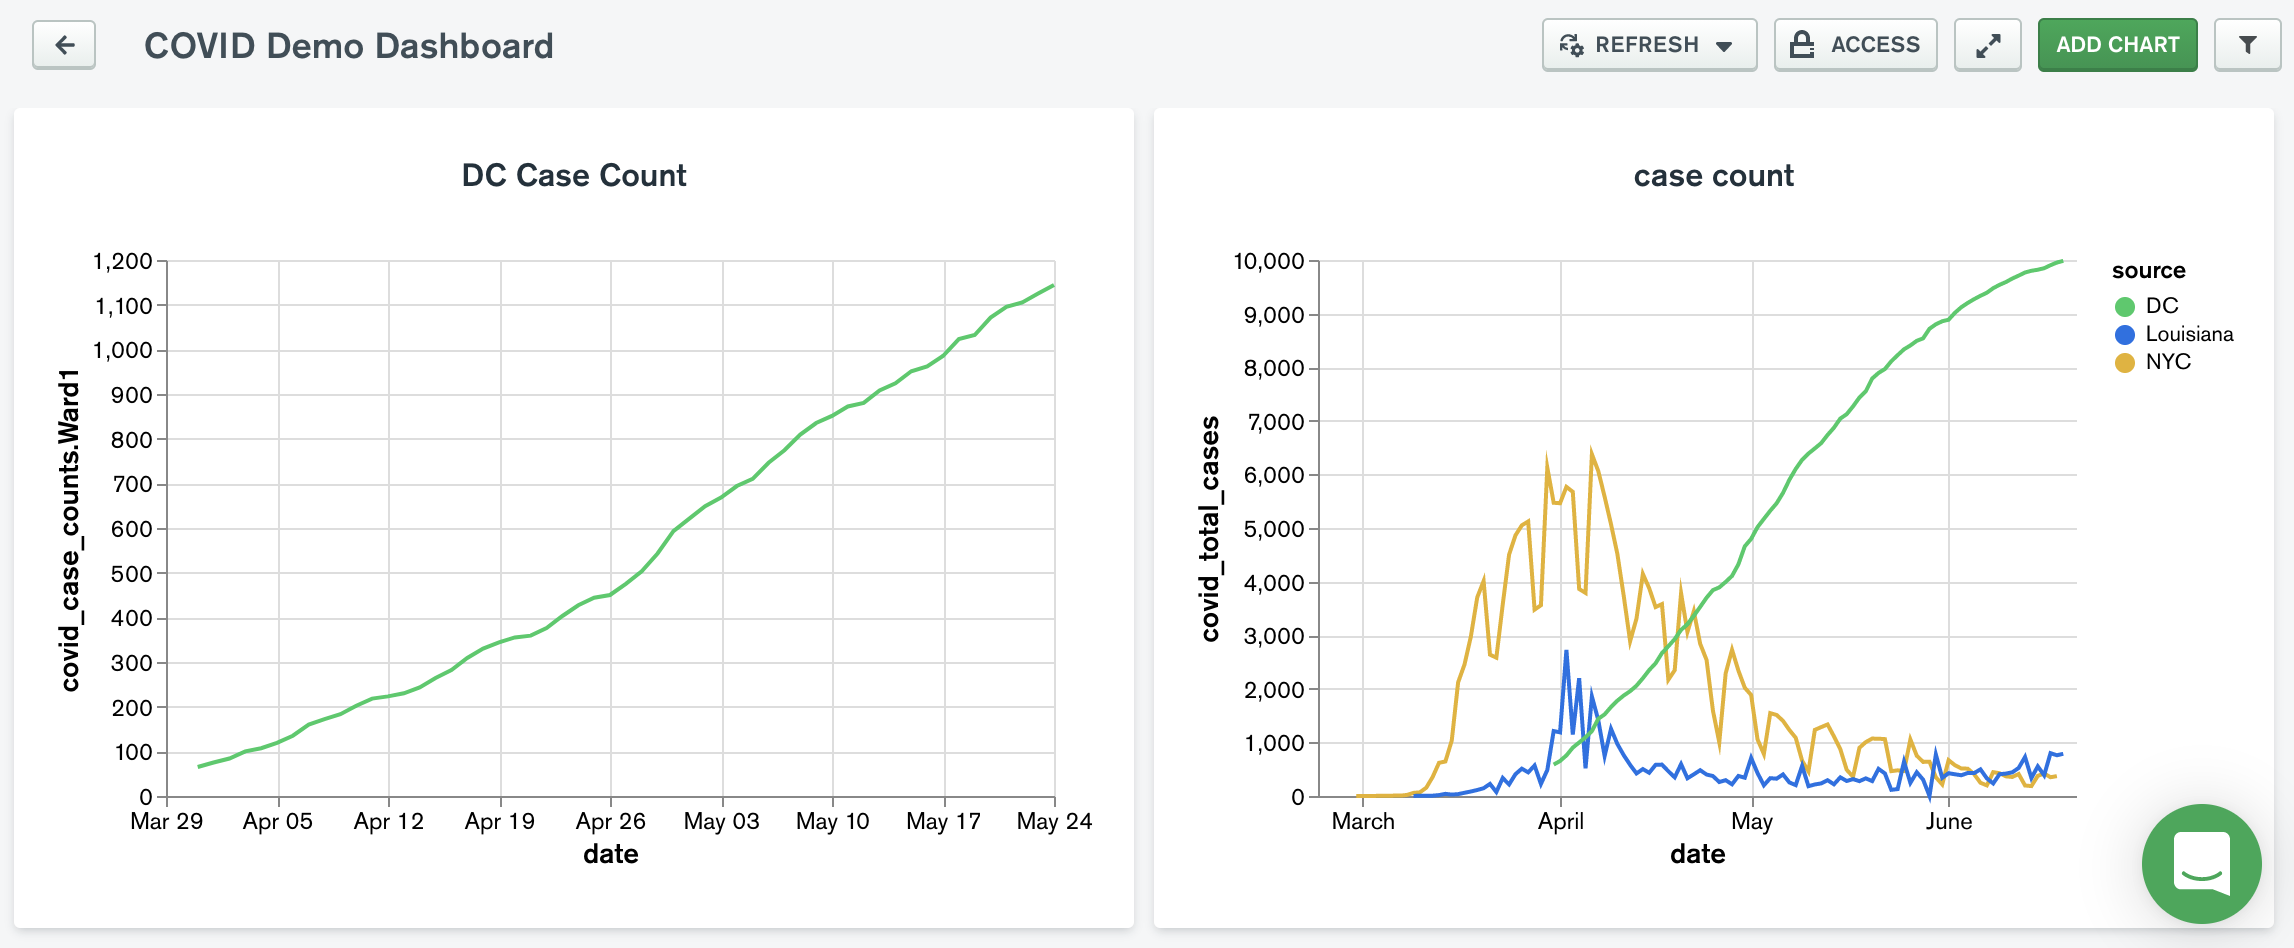 COVID Demo Dashboard
REFRESH
ACCESS
ADD CHART
DC Case Count
covid_case_counts.Ward1
1,200
1,100
1,000
900
800
700
600
500
400
300
200
100
0
Mar 29
Apr 05
Apr 12
Apr 19
Apr 26
May 03
May 10
May 17
May 24
date
case count
covid_total_cases
10,000
9,000
8,000
7,000
6,000
5,000
4,000
3,000
2,000
1,000
0
March
April
May
June
date
source
DC
Louisiana
NYC